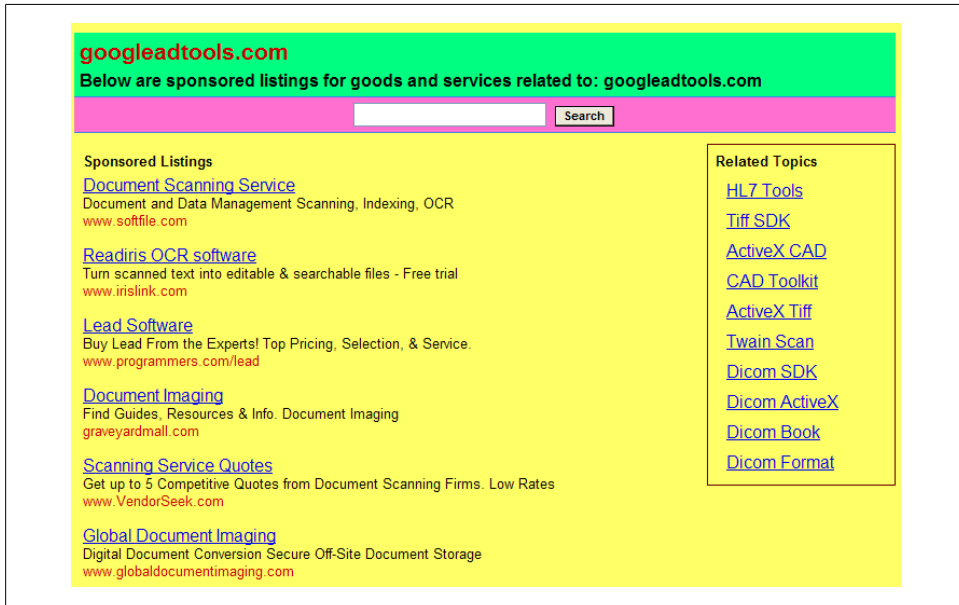 googleadtools.com
Below are sponsored listings for goods and services related to: googleadtools.com
Search
Sponsored Listings
Document Scanning Service
Document and Data Management Scanning, Indexing, OCR
www.softfile.com
Readiris OCR software
Turn scanned text into editable & searchable files - Free trial
www.irislink.com
Lead Software
Buy Lead From the Experts! Top Pricing, Selection, & Service.
www.programmers.com/lead
Document Imaging
Find Guides, Resources & Info. Document Imaging
graveyardmall.com
Scanning Service Quotes
Get up to 5 Competitive Quotes from Document Scanning Firms. Low Rates
www.VendorSeek.com
Global Document Imaging
Digital Document Conversion Secure Off-Site Document Storage
www.globaldocumentimaging.com
Related Topics
HL7 Tools
Tiff SDK
ActiveX CAD
CAD Toolkit
ActiveX Tiff
Twain Scan
Dicom SDK
Dicom ActiveX
Dicom Book
Dicom Format